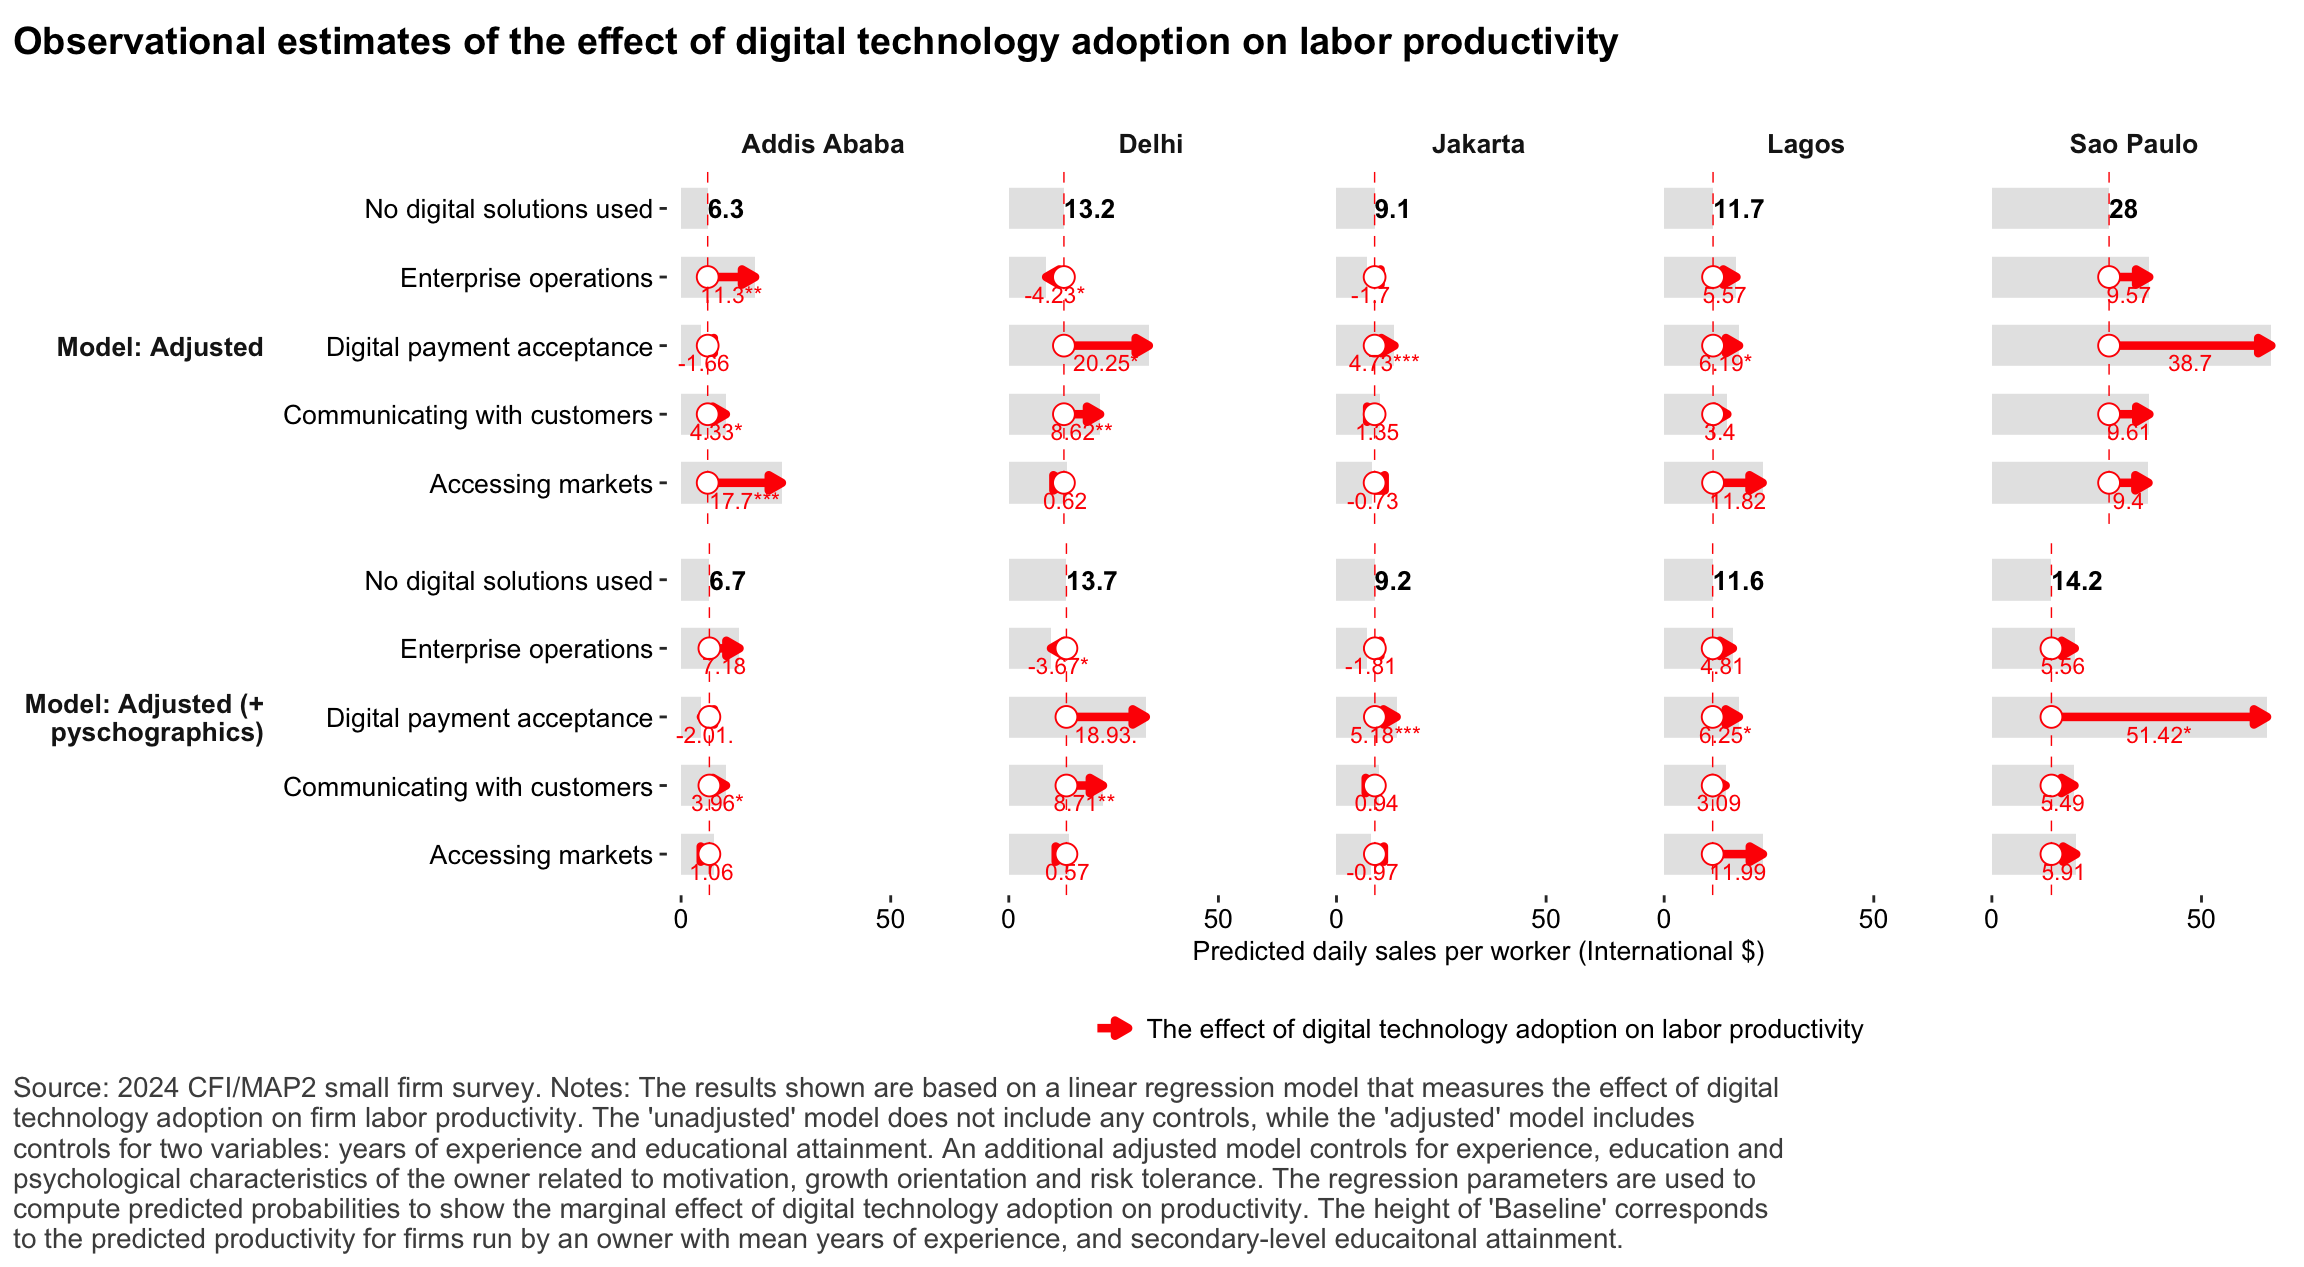 Observational estimates of the effect of digital technology adoption on labor productivity
Addis Ababa Delhi Jakarta Lagos Sao Paulo
Model: Adjusted
No digital solutions used 6.3 13.2 9.1 11.7 28
Enterprise operations 11.3** -4.23* -1.7 5.57 9.57
Digital payment acceptance -1.66 20.25* 4.73*** 6.19* 38.7
Communicating with customers 4.33* 8.62** 1.35 3.4 9.61
Accessing markets 17.7*** 0.62 -0.73 11.82 9.4
Model: Adjusted (+
pyschographics)
No digital solutions used 6.7 13.7 9.2 11.6 14.2
Enterprise operations 7.18 -3.67* -1.81 4.81 5.56
Digital payment acceptance -2.01. 18.93. 5.18*** 6.25* 51.42*
Communicating with customers 3.96* 8.71** 0.94 3.09 5.49
Accessing markets 1.06 0.57 -0.97 11.99 5.91
0 50 0 50 0 50 0 50 0 50
Predicted daily sales per worker (International $)
The effect of digital technology adoption on labor productivity
Source: 2024 CFI/MAP2 small firm survey. Notes: The results shown are based on a linear regression model that measures the effect of digital
technology adoption on firm labor productivity. The 'unadjusted' model does not include any controls, while the 'adjusted' model includes
controls for two variables: years of experience and educational attainment. An additional adjusted model controls for experience, education and
psychological characteristics of the owner related to motivation, growth orientation and risk tolerance. The regression parameters are used to
compute predicted probabilities to show the marginal effect of digital technology adoption on productivity. The height of 'Baseline' corresponds
to the predicted productivity for firms run by an owner with mean years of experience, and secondary-level educaitonal attainment.